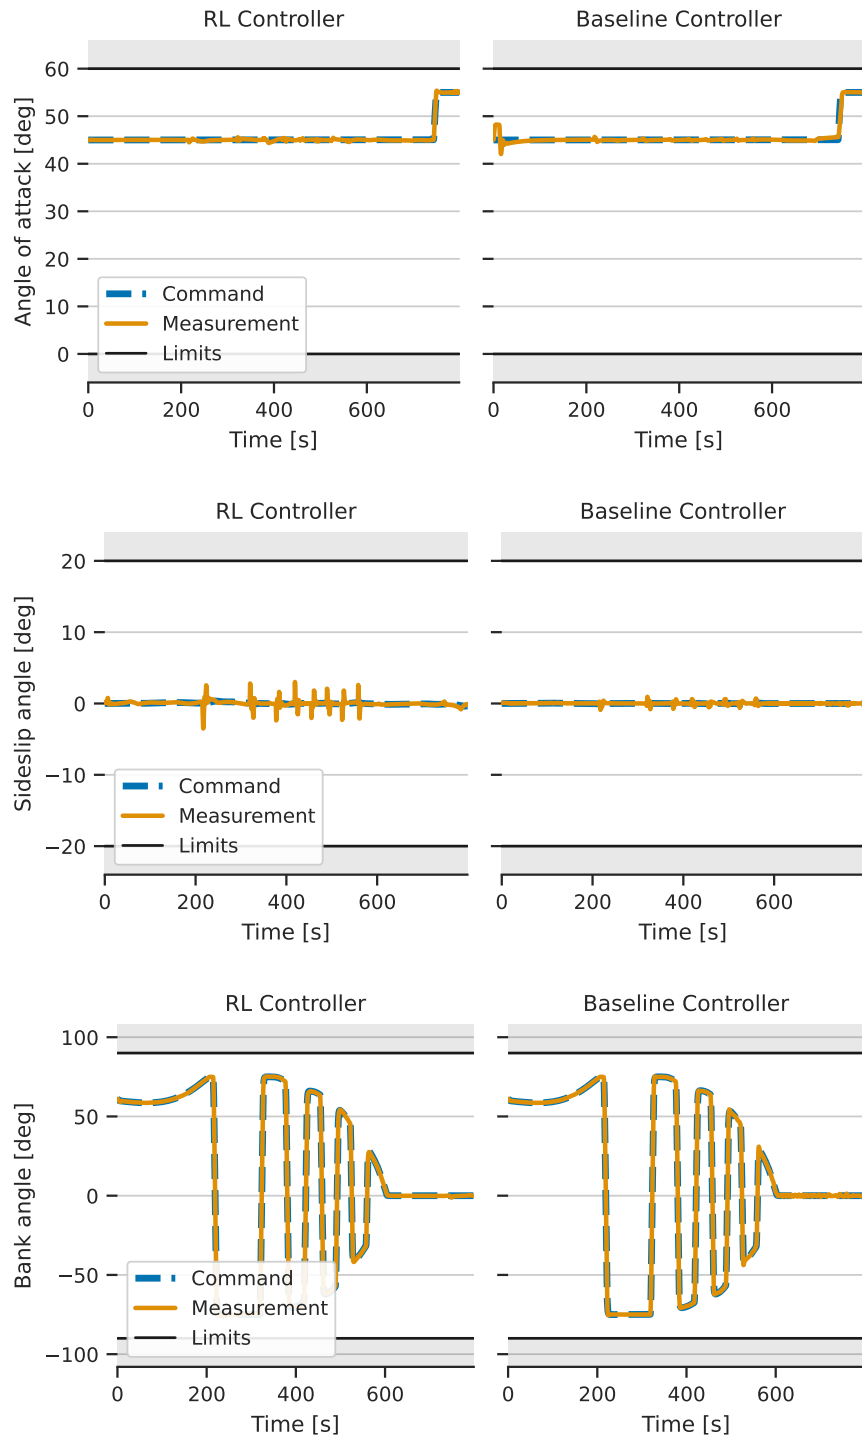 RL Controller
Baseline Controller
Angle of attack [deg]
60
50
40
30
20
10
0
Command
Measurement
Limits
0 200 400 600
0 200 400 600
Time [s]
Time [s]
RL Controller
Baseline Controller
Sideslip angle [deg]
20
10
0
−10
−20
Command
Measurement
Limits
0 200 400 600
0 200 400 600
Time [s]
Time [s]
RL Controller
Baseline Controller
Bank angle [deg]
100
50
0
−50
−100
Command
Measurement
Limits
0 200 400 600
0 200 400 600
Time [s]
Time [s]